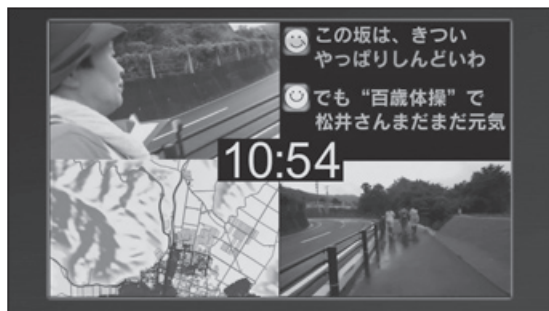 この坂は、きつい
やっぱりしんどいわ
でも“百歳体操”で
松井さんまだまだ元気
10:54